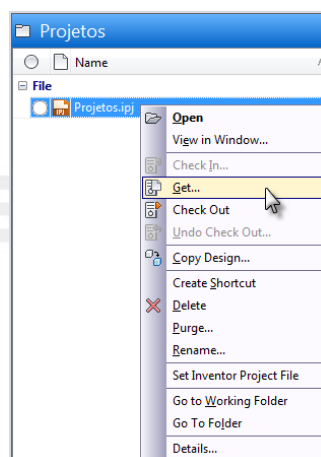 Projetos
Name
File
Projetos.ipj
Open
View in Window...
Check In...
Get...
Check Out
Undo Check Out...
Copy Design...
Create Shortcut
Delete
Purge...
Rename...
Set Inventor Project File
Go to Working Folder
Go To Folder
Details...